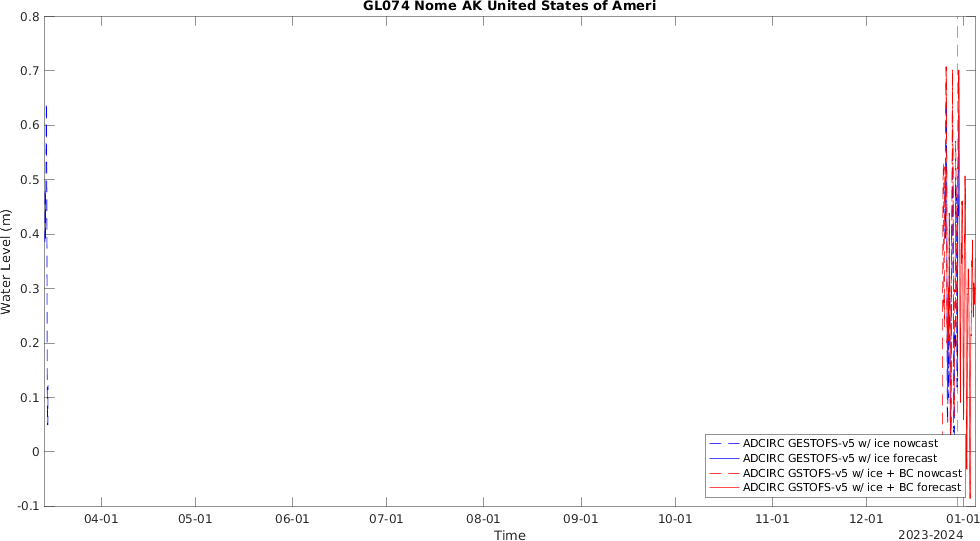 GL074 Nome AK United States of Ameri
0.8
0.7
0.6
0.5
0.4
0.3
0.2
0.1
0
-0.1
Water Level (m)
ADCIRC GESTOFS-v5 w/ ice nowcast
ADCIRC GESTOFS-v5 w/ ice forecast
ADCIRC GSTOFS-v5 w/ ice + BC nowcast
ADCIRC GSTOFS-v5 w/ ice + BC forecast
04-01 05-01 06-01 07-01 08-01 09-01 10-01 11-01 12-01 01-01
Time
2023-2024